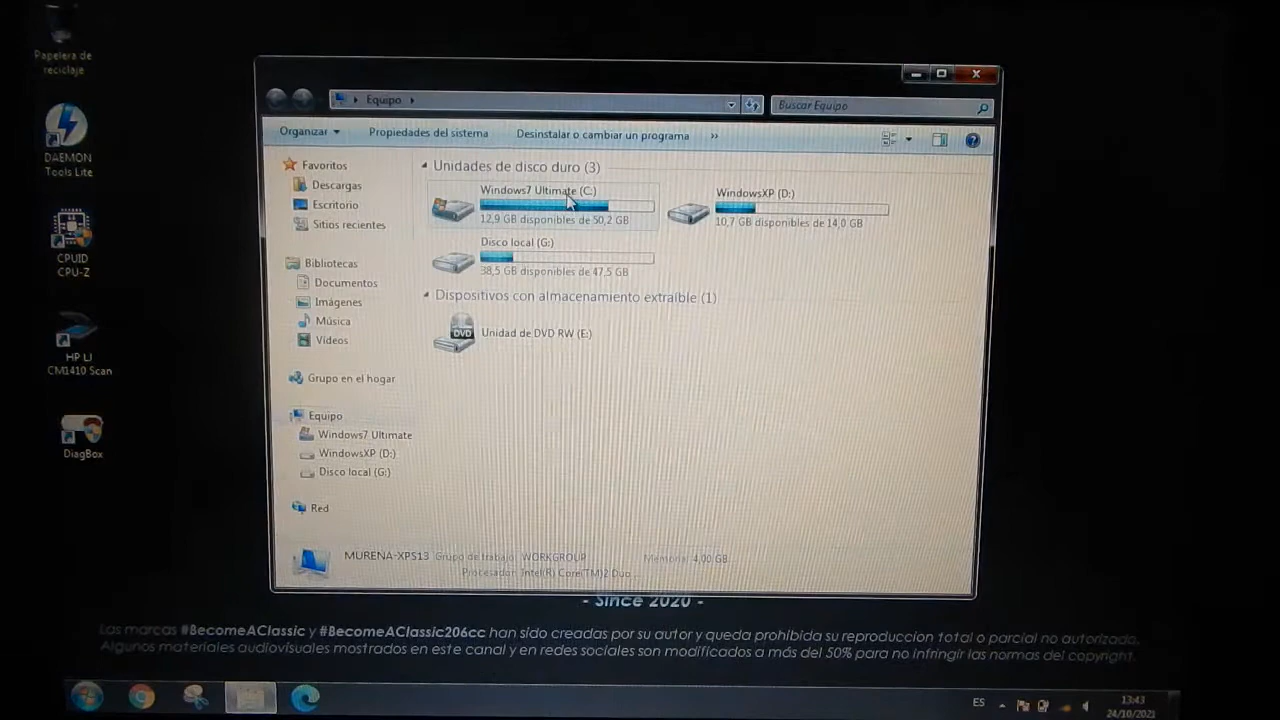 Papelera de
reciclaje
DAEMON
Tools Lite
CPUID
CPU-Z
HP LJ
CM1410 Scan
DiagBox
Equipo
Buscar Equipo
Organizar
Propiedades del sistema
Desinstalar o cambiar un programa
»
Favoritos
Descargas
Escritorio
Sitios recientes
Bibliotecas
Documentos
Imágenes
Música
Vídeos
Grupo en el hogar
Equipo
Windows7 Ultimate
WindowsXP (D:)
Disco local (G:)
Red
Unidades de disco duro (3)
Windows7 Ultimate (C:)
12,9 GB disponibles de 50,2 GB
WindowsXP (D:)
10,7 GB disponibles de 14,0 GB
Disco local (G:)
38,5 GB disponibles de 47,5 GB
Dispositivos con almacenamiento extraíble (1)
DVD
Unidad de DVD RW (E:)
MURENA-XPS13 Grupo de trabajo: WORKGROUP Memoria: 4,00 GB
Procesador: Intel(R) Core(TM)2 Duo ...
- Since 2020 -
Las marcas #BecomeAClassic y #BecomeAClassic206cc han sido creadas por su autor y queda prohibida su reproduccion total o parcial no autorizada.
Algunos materiales audiovisuales mostrados en este canal y en redes sociales son modificados a más del 50% para no infringir las normas del copyright.
ES
13:43
24/10/2021